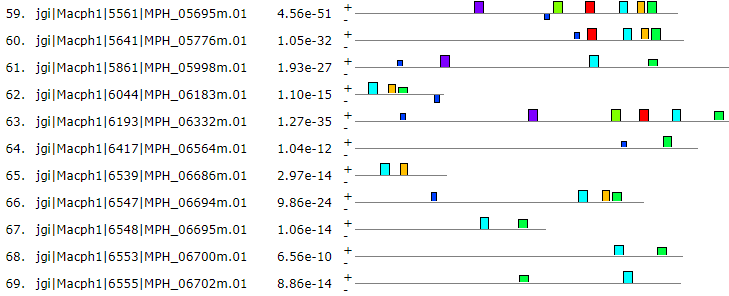 59. jgi|Macph1|5561|MPH_05695m.01 4.56e-51 + -
60. jgi|Macph1|5641|MPH_05776m.01 1.05e-32 + -
61. jgi|Macph1|5861|MPH_05998m.01 1.93e-27 + -
62. jgi|Macph1|6044|MPH_06183m.01 1.10e-15 + -
63. jgi|Macph1|6193|MPH_06332m.01 1.27e-35 + -
64. jgi|Macph1|6417|MPH_06564m.01 1.04e-12 + -
65. jgi|Macph1|6539|MPH_06686m.01 2.97e-14 + -
66. jgi|Macph1|6547|MPH_06694m.01 9.86e-24 + -
67. jgi|Macph1|6548|MPH_06695m.01 1.06e-14 + -
68. jgi|Macph1|6553|MPH_06700m.01 6.56e-10 + -
69. jgi|Macph1|6555|MPH_06702m.01 8.86e-14 + -